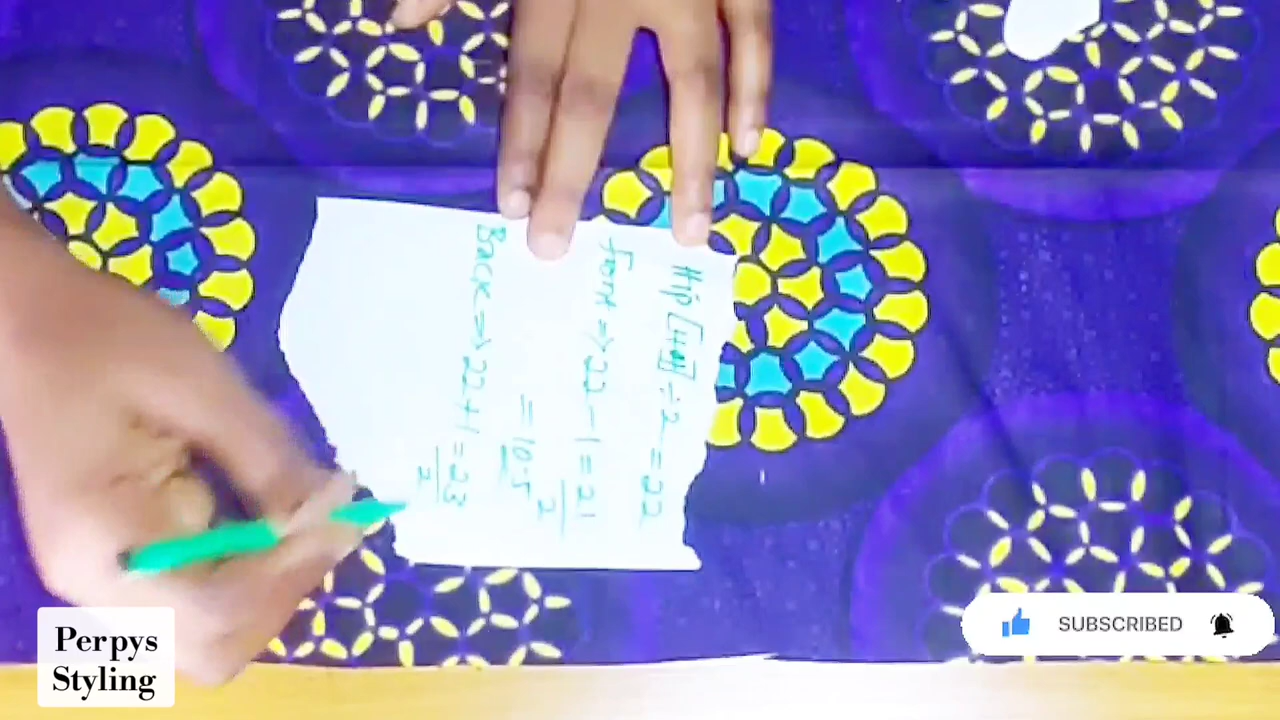 Hip [44] ÷ 2 = 22
Front => 22 - 1 = 21
2
= 10.5
Back => 22 + 1 = 23
2
Perpys
Styling
SUBSCRIBED